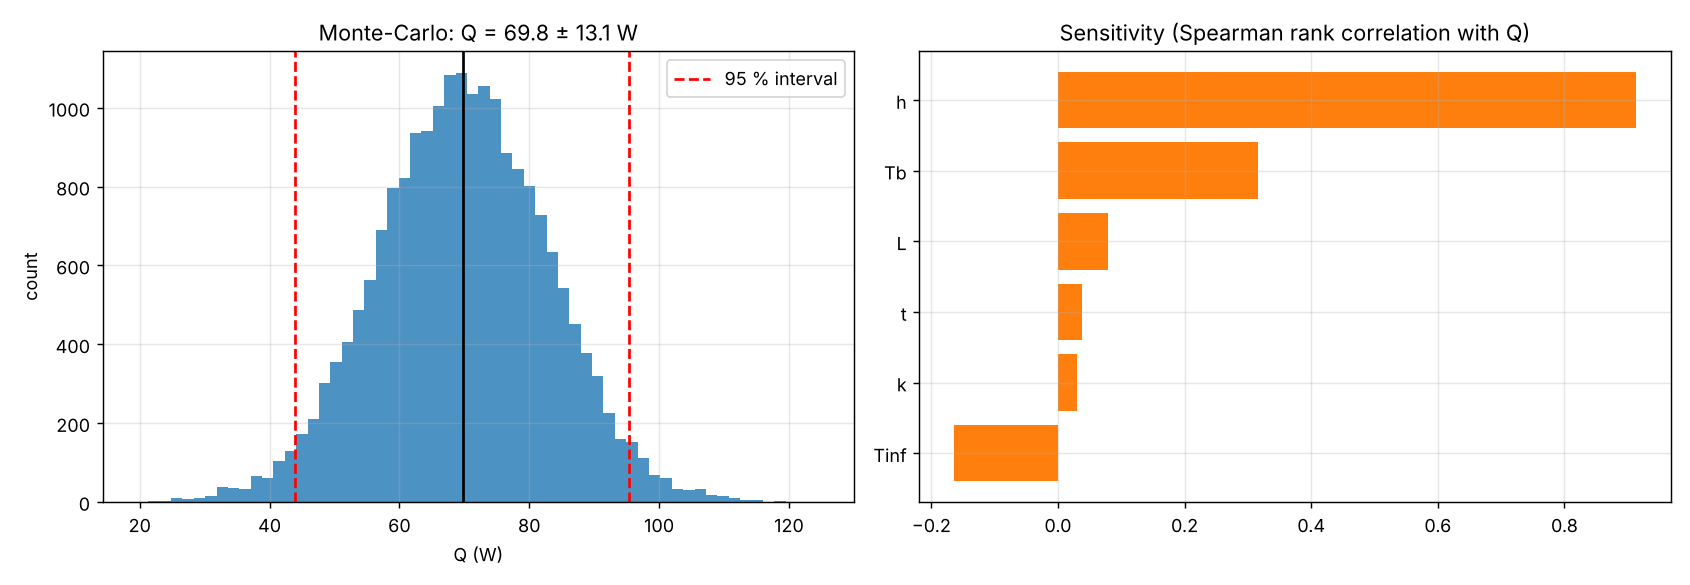 Monte-Carlo: Q = 69.8 ± 13.1 W
95 % interval
count
1000
800
600
400
200
0
20 40 60 80 100 120
Q (W)
Sensitivity (Spearman rank correlation with Q)
h
Tb
L
t
k
Tinf
−0.2 0.0 0.2 0.4 0.6 0.8